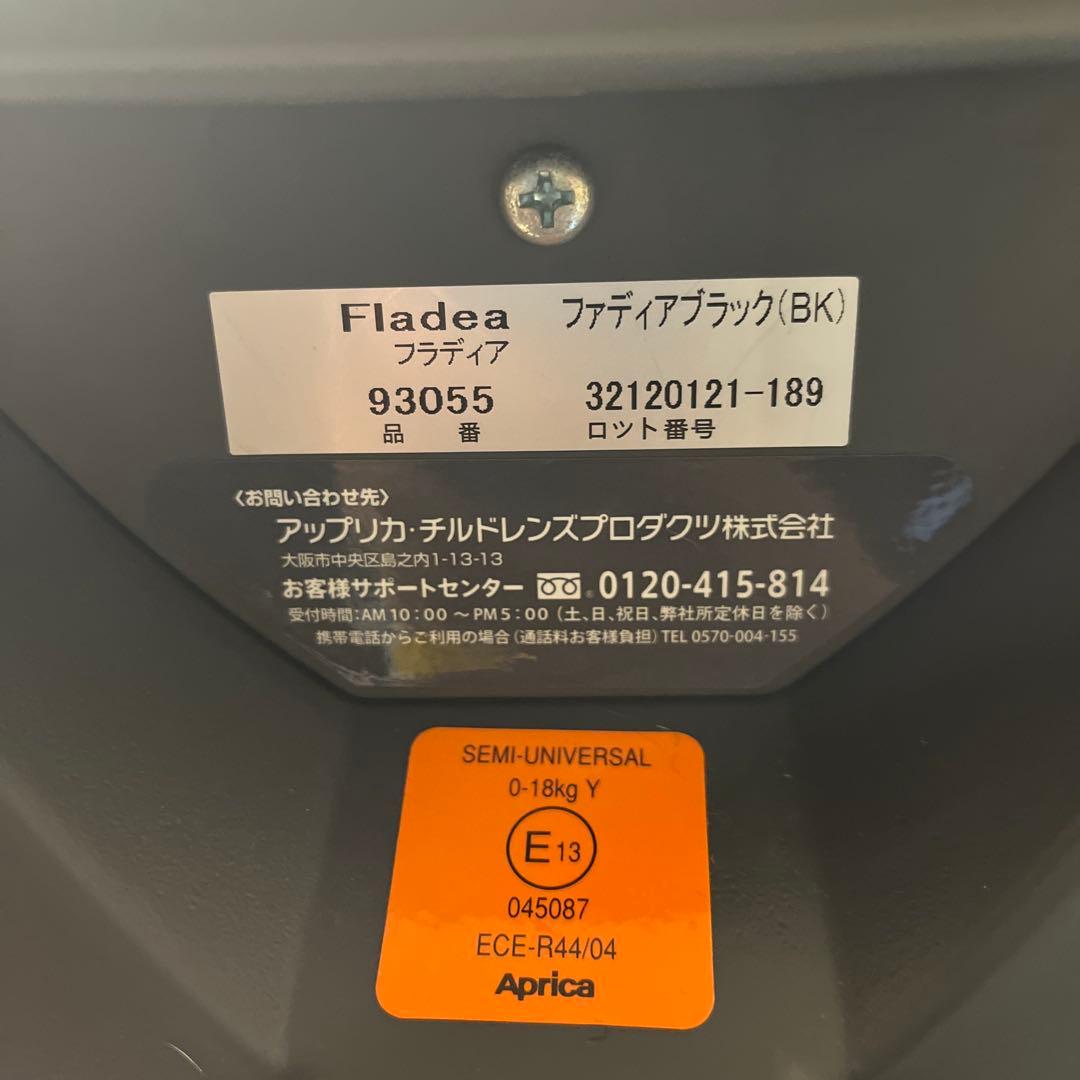 Fladea ファディアブラック(BK)
フラディア
93055 32120121-189
品番 ロット番号
〈お問い合わせ先〉
アップリカ・チルドレンズプロダクツ株式会社
大阪市中央区島之内1-13-13
お客様サポートセンター 0120-415-814
受付時間:AM10:00〜PM5:00(土、日、祝日、弊社所定休日を除く)
携帯電話からご利用の場合(通話料お客様負担)TEL 0570-004-155
SEMI-UNIVERSAL
0-18kg Y
E13
045087
ECE-R44/04
Aprica